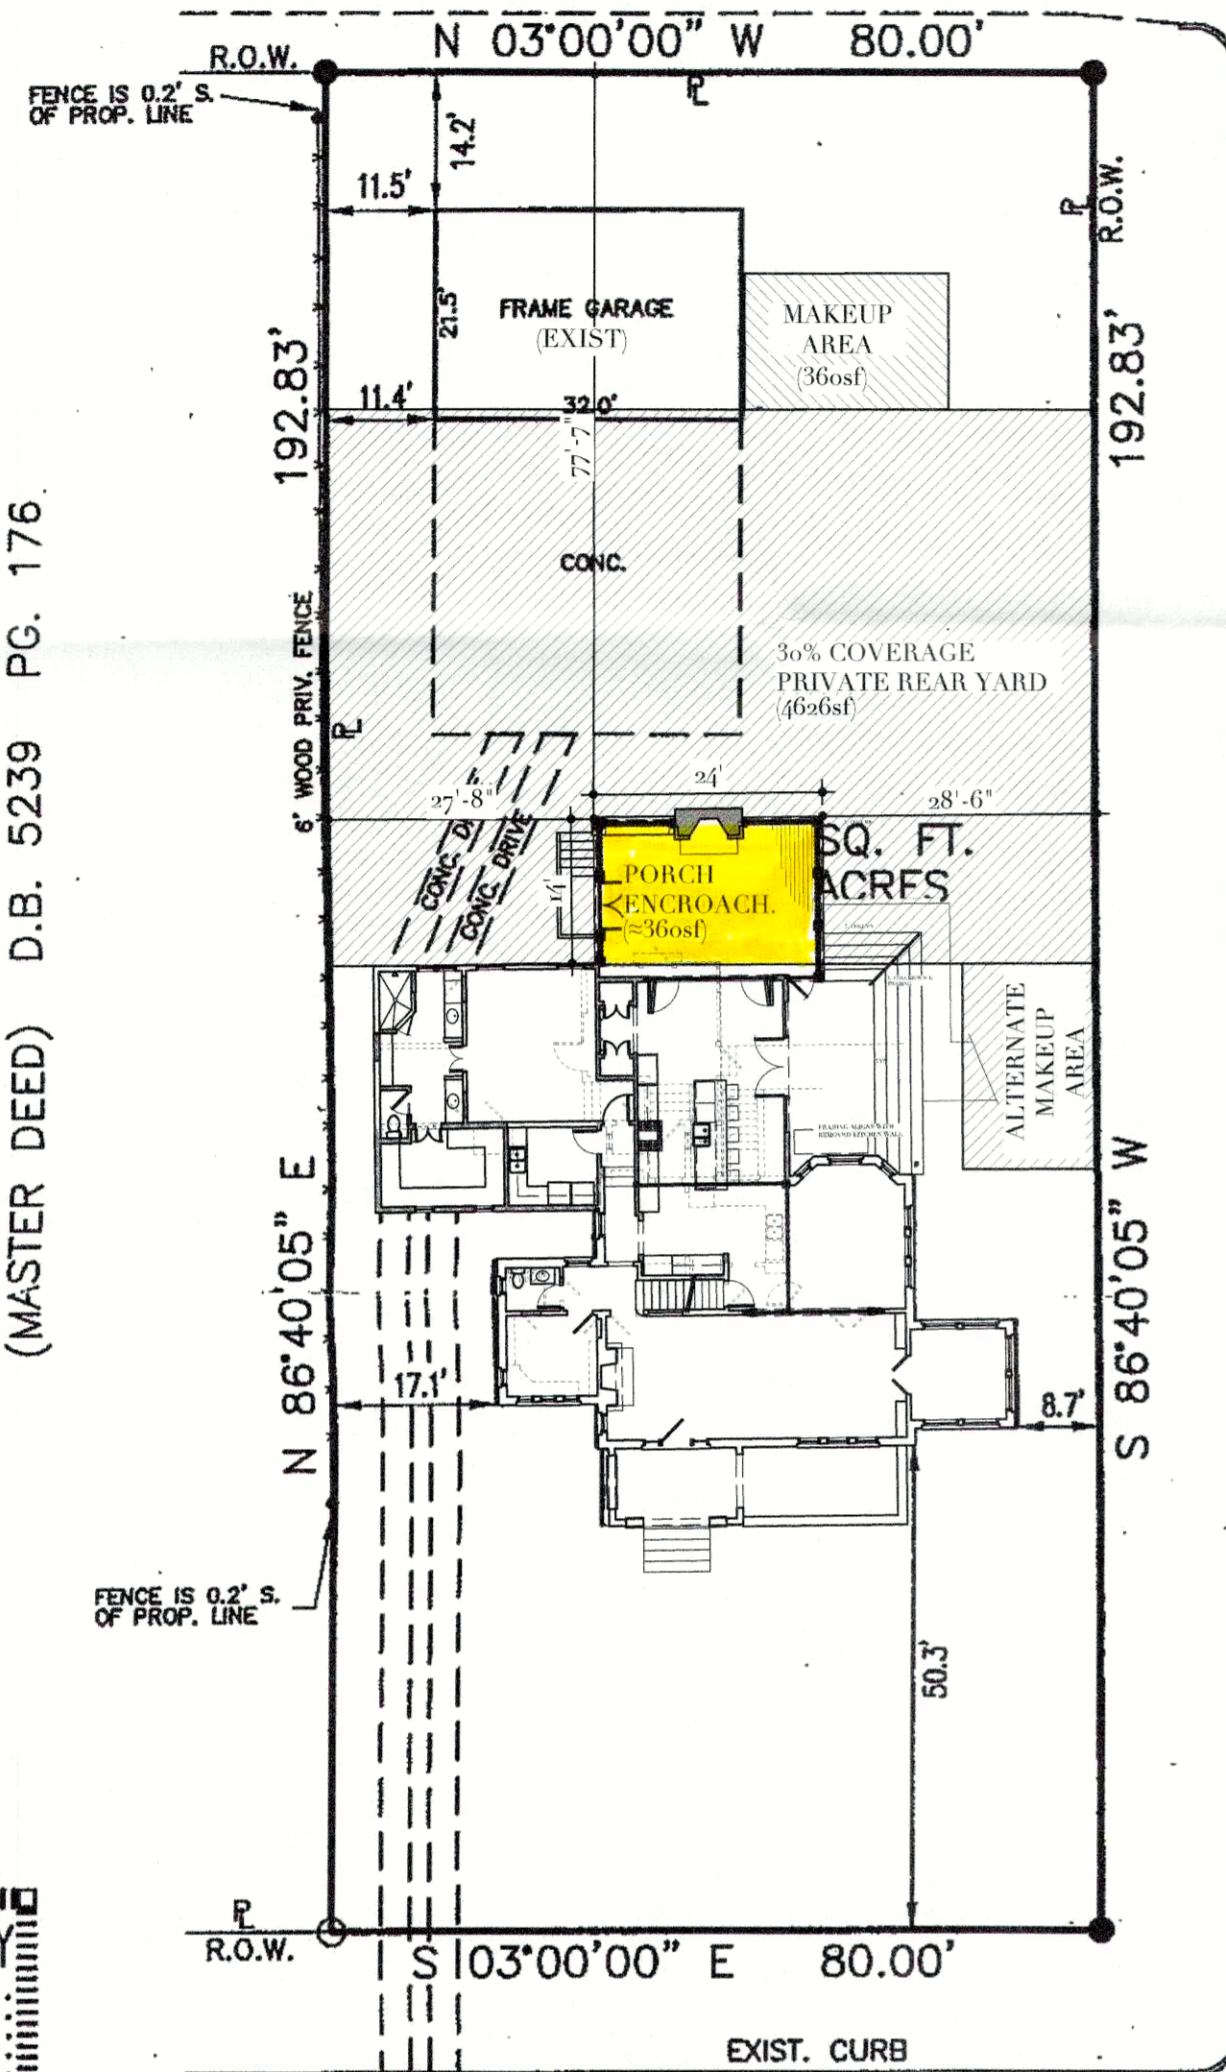 N 03°00'00" W 80.00'
R.O.W.
FENCE IS 0.2' S.
OF PROP. LINE
PL
14.2'
11.5'
PL
R.O.W.
21.5'
FRAME GARAGE
(EXIST)
MAKEUP
AREA
(360sf)
192.83'
192.83'
11.4'
32.0'
77'-7"
(MASTER DEED) D.B. 5239 PG. 176
CONC.
6' WOOD PRIV. FENCE
30% COVERAGE
PRIVATE REAR YARD
(4626sf)
PL
24'
27'-8"
28'-6"
CONC.
CONC. DRIVE
14'
PORCH
ENCROACH.
(≈360sf)
SQ. FT.
ACRES
ALTERNATE
MAKEUP
AREA
N 86°40'05" E
S 86°40'05" W
17.1'
8.7'
FENCE IS 0.2' S.
OF PROP. LINE
50.3'
PL
R.O.W.
S 03°00'00" E 80.00'
EXIST. CURB